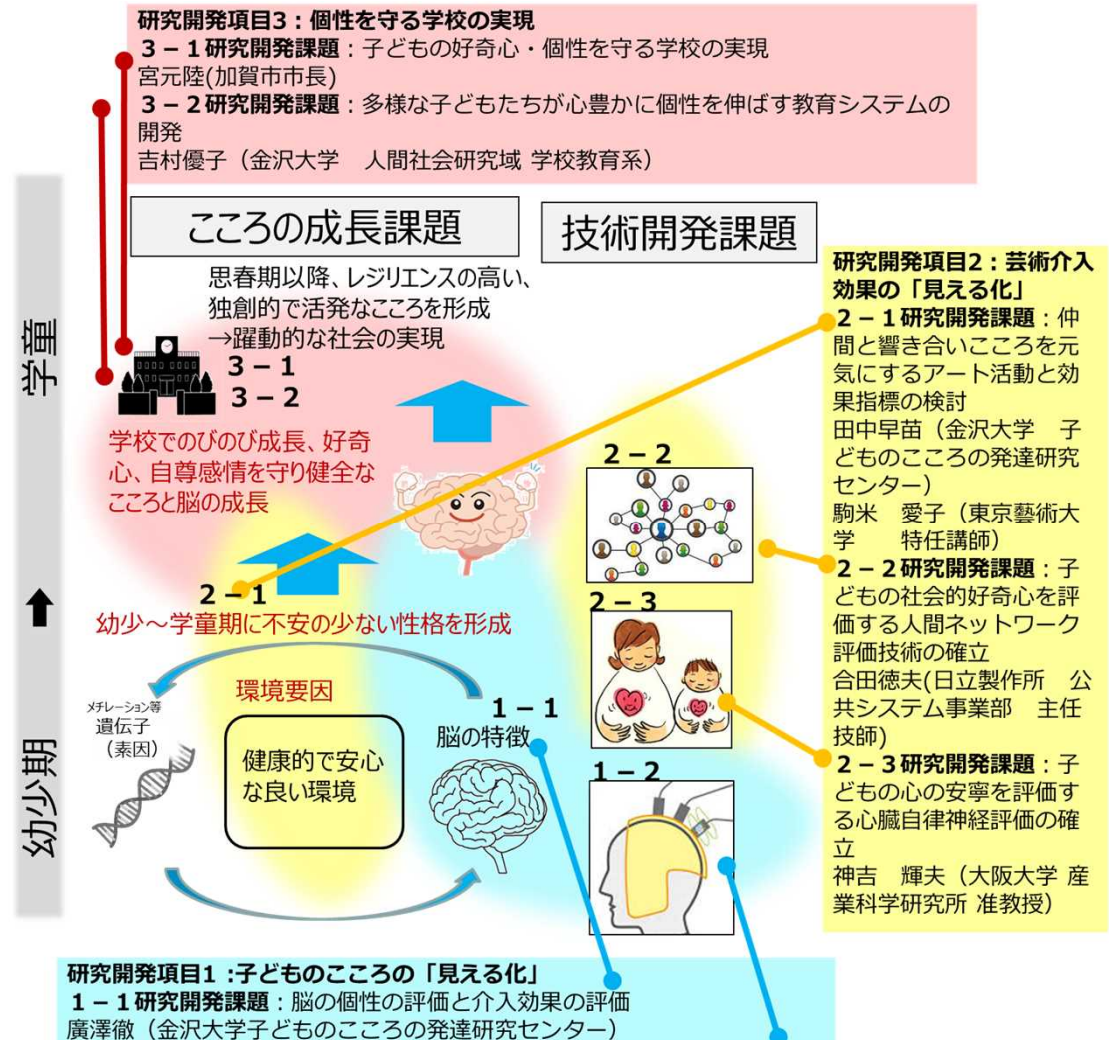 研究開発項目3：個性を守る学校の実現
3－1研究開発課題：子どもの好奇心・個性を守る学校の実現
宮元陸(加賀市市長)
3－2研究開発課題：多様な子どもたちが心豊かに個性を伸ばす教育システムの
開発
吉村優子（金沢大学　人間社会研究域 学校教育系）
こころの成長課題
技術開発課題
学童
幼少期
思春期以降、レジリエンスの高い、
独創的で活発なこころを形成
→躍動的な社会の実現
3－1
3－2
学校でのびのび成長、好奇
心、自尊感情を守り健全な
こころと脳の成長
2－1
幼少～学童期に不安の少ない性格を形成
環境要因
メチレーション等
遺伝子
（素因）
健康的で安心
な良い環境
1－1
脳の特徴
2－2
2－3
1－2
研究開発項目2：芸術介入
効果の「見える化」
2－1研究開発課題：仲
間と響き合いこころを元
気にするアート活動と効
果指標の検討
田中早苗（金沢大学　子
どものこころの発達研究
センター）
駒米　愛子（東京藝術大
学　　特任講師）
2－2研究開発課題：子
どもの社会的好奇心を評
価する人間ネットワーク
評価技術の確立
合田徳夫(日立製作所　公
共システム事業部　主任
技師)
2－3研究開発課題：子
どもの心の安寧を評価す
る心臓自律神経評価の確
立
神吉　輝夫（大阪大学 産
業科学研究所 准教授）
研究開発項目1 :子どものこころの「見える化」
1－1研究開発課題：脳の個性の評価と介入効果の評価
廣澤徹（金沢大学子どものこころの発達研究センター）